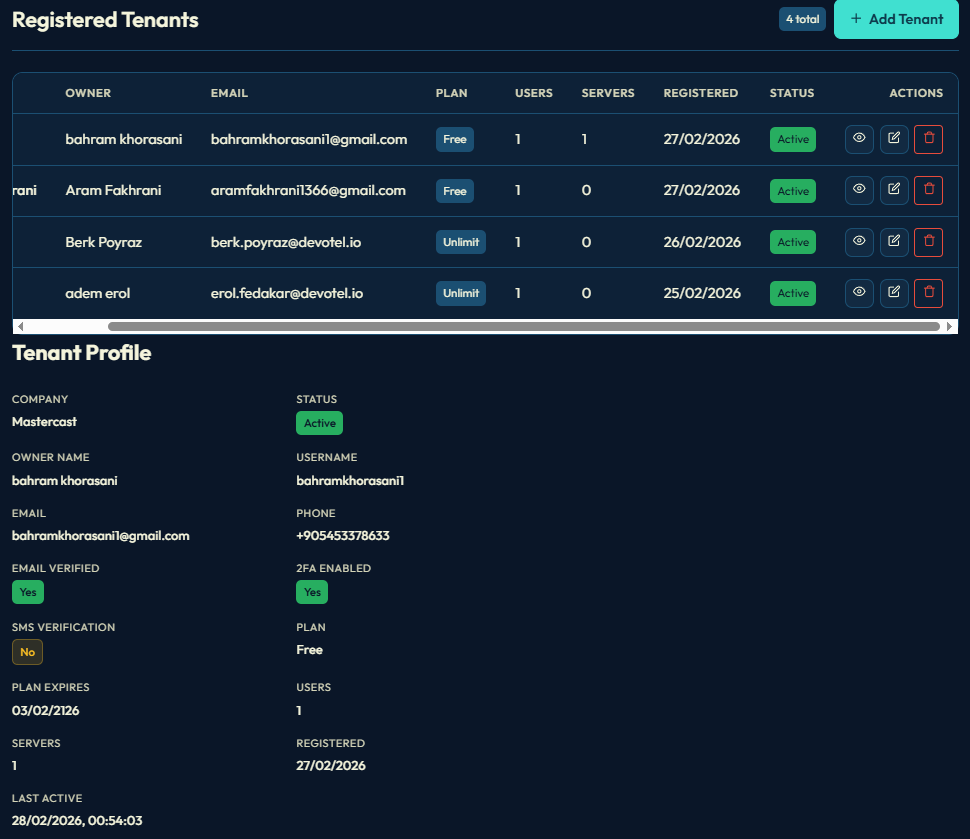 Registered Tenants 4 total + Add Tenant
OWNER EMAIL PLAN USERS SERVERS REGISTERED STATUS ACTIONS
bahram khorasani bahramkhorasani1@gmail.com Free 1 1 27/02/2026 Active
rani Aram Fakhrani aramfakhrani1366@gmail.com Free 1 0 27/02/2026 Active
Berk Poyraz berk.poyraz@devotel.io Unlimit 1 0 26/02/2026 Active
adem erol erol.fedakar@devotel.io Unlimit 1 0 25/02/2026 Active
Tenant Profile
COMPANY STATUS
Mastercast Active
OWNER NAME USERNAME
bahram khorasani bahramkhorasani1
EMAIL PHONE
bahramkhorasani1@gmail.com +905453378633
EMAIL VERIFIED 2FA ENABLED
Yes Yes
SMS VERIFICATION PLAN
No Free
PLAN EXPIRES USERS
03/02/2126 1
SERVERS REGISTERED
1 27/02/2026
LAST ACTIVE
28/02/2026, 00:54:03